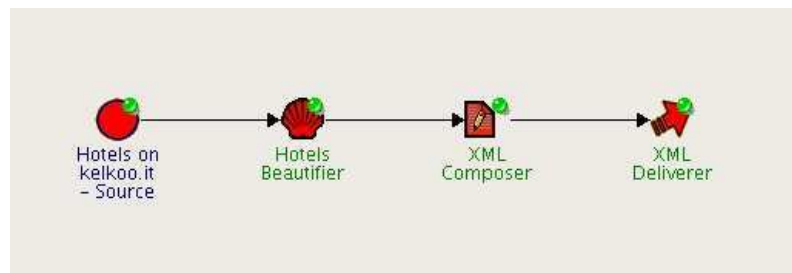 Hotels on
kelkoo.it
– Source
Hotels
Beautifier
XML
Composer
XML
Deliverer